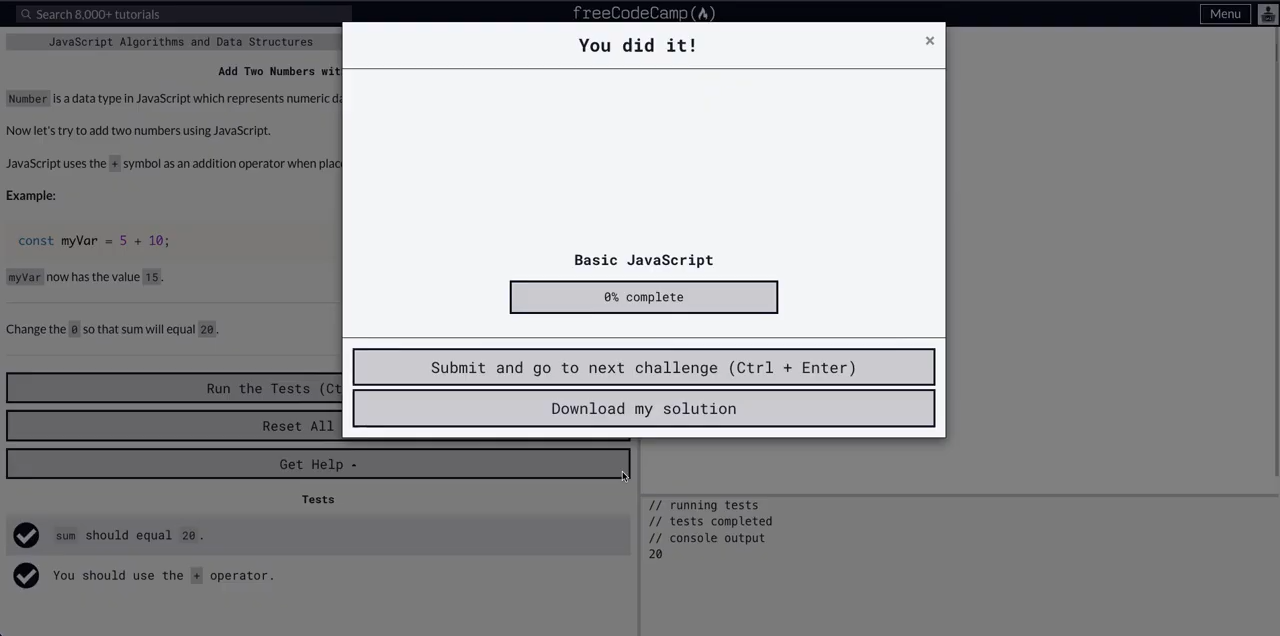 Search 8,000+ tutorials
freeCodeCamp
Menu
JavaScript Algorithms and Data Structures
Add Two Numbers wit
Number is a data type in JavaScript which represents numeric da
Now let's try to add two numbers using JavaScript.
JavaScript uses the + symbol as an addition operator when place
Example:
const myVar = 5 + 10;
myVar now has the value 15.
Change the 0 so that sum will equal 20.
Run the Tests (Ct
Reset All
Get Help
Tests
sum should equal 20.
You should use the + operator.
You did it!
×
Basic JavaScript
0% complete
Submit and go to next challenge (Ctrl + Enter)
Download my solution
// running tests
// tests completed
// console output
20